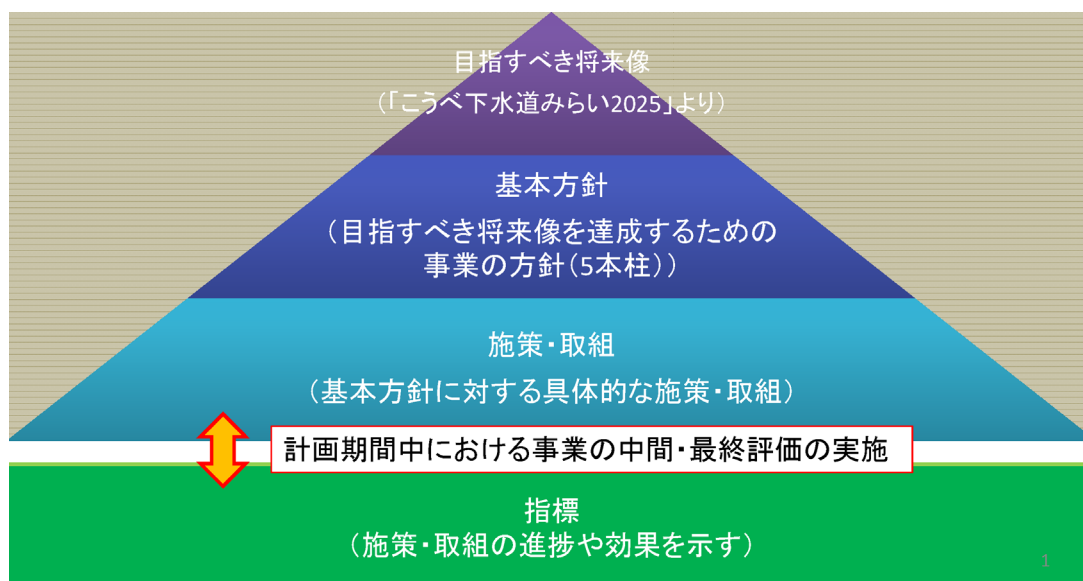 目指すべき将来像
（「こうべ下水道みらい2025」より）
基本方針
（目指すべき将来像を達成するための
事業の方針（5本柱））
施策・取組
（基本方針に対する具体的な施策・取組）
計画期間中における事業の中間・最終評価の実施
指標
（施策・取組の進捗や効果を示す）
1